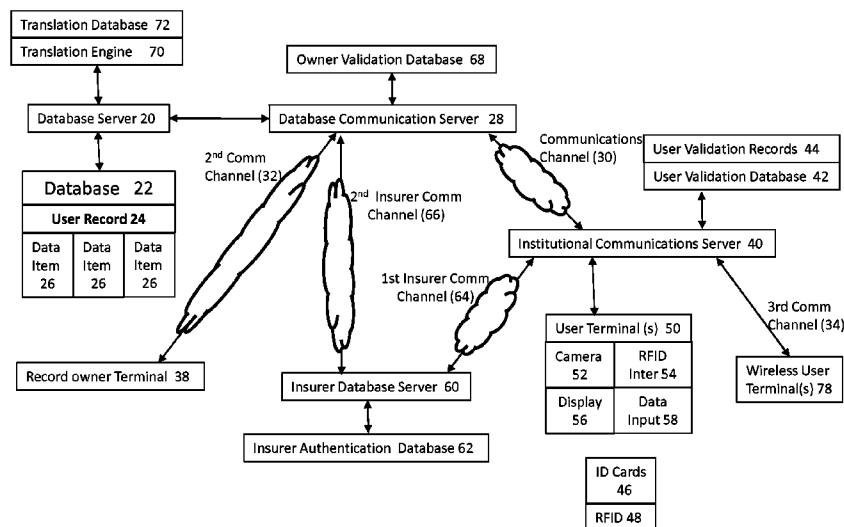 Translation Database 72
Translation Engine 70
Owner Validation Database 68
Database Server 20
Database Communication Server 28
2nd Comm
Channel (32)
Communications
Channel (30)
User Validation Records 44
User Validation Database 42
Database 22
User Record 24
Data
Item
26
Data
Item
26
Data
Item
26
2nd Insurer Comm
Channel (66)
Institutional Communications Server 40
1st Insurer Comm
Channel (64)
3rd Comm
Channel (34)
User Terminal (s) 50
Camera
52
RFID
Inter 54
Display
56
Data
Input 58
Wireless User
Terminal(s) 78
Record owner Terminal 38
Insurer Database Server 60
Insurer Authentication Database 62
ID Cards
46
RFID 48